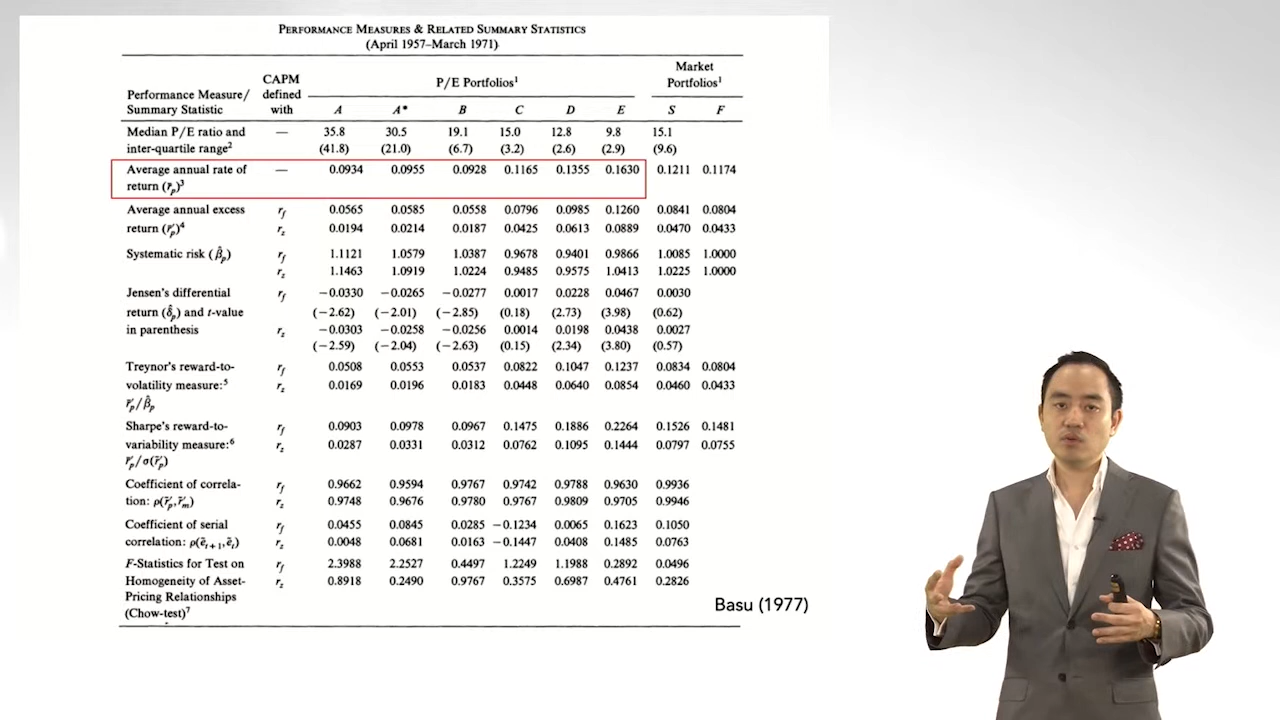 PERFORMANCE MEASURES & RELATED SUMMARY STATISTICS
(April 1957–March 1971)
Performance Measure/ Summary Statistic CAPM defined with P/E Portfolios¹ Market Portfolios¹
A A* B C D E S F
Median P/E ratio and — 35.8 30.5 19.1 15.0 12.8 9.8 15.1
inter-quartile range² (41.8) (21.0) (6.7) (3.2) (2.6) (2.9) (9.6)
Average annual rate of — 0.0934 0.0955 0.0928 0.1165 0.1355 0.1630 0.1211 0.1174
return (r̄ₚ)³
Average annual excess r_f 0.0565 0.0585 0.0558 0.0796 0.0985 0.1260 0.0841 0.0804
return (r̄′ₚ)⁴ r_z 0.0194 0.0214 0.0187 0.0425 0.0613 0.0889 0.0470 0.0433
Systematic risk (β̂ₚ) r_f 1.1121 1.0579 1.0387 0.9678 0.9401 0.9866 1.0085 1.0000
r_z 1.1463 1.0919 1.0224 0.9485 0.9575 1.0413 1.0225 1.0000
Jensen's differential r_f −0.0330 −0.0265 −0.0277 0.0017 0.0228 0.0467 0.0030
return (δ̂ₚ) and t-value (−2.62) (−2.01) (−2.85) (0.18) (2.73) (3.98) (0.62)
in parenthesis r_z −0.0303 −0.0258 −0.0256 0.0014 0.0198 0.0438 0.0027
(−2.59) (−2.04) (−2.63) (0.15) (2.34) (3.80) (0.57)
Treynor's reward-to- r_f 0.0508 0.0553 0.0537 0.0822 0.1047 0.1237 0.0834 0.0804
volatility measure:⁵ r_z 0.0169 0.0196 0.0183 0.0448 0.0640 0.0854 0.0460 0.0433
r̄′ₚ/β̂ₚ
Sharpe's reward-to- r_f 0.0903 0.0978 0.0967 0.1475 0.1886 0.2264 0.1526 0.1481
variability measure:⁶ r_z 0.0287 0.0331 0.0312 0.0762 0.1095 0.1444 0.0797 0.0755
r̄′ₚ/σ(r̃′ₚ)
Coefficient of correla- r_f 0.9662 0.9594 0.9767 0.9742 0.9788 0.9630 0.9936
tion: ρ(r̃′ₚ,r̃′ₘ) r_z 0.9748 0.9676 0.9780 0.9767 0.9809 0.9705 0.9946
Coefficient of serial r_f 0.0455 0.0845 0.0285 −0.1234 0.0065 0.1623 0.1050
correlation: ρ(ẽₜ₊₁,ẽₜ) r_z 0.0048 0.0681 0.0163 −0.1447 0.0408 0.1485 0.0763
F-Statistics for Test on r_f 2.3988 2.2527 0.4497 1.2249 1.1988 0.2892 0.0496
Homogeneity of Asset- r_z 0.8918 0.2490 0.9767 0.3575 0.6987 0.4761 0.2826
Pricing Relationships
(Chow-test)⁷
Basu (1977)